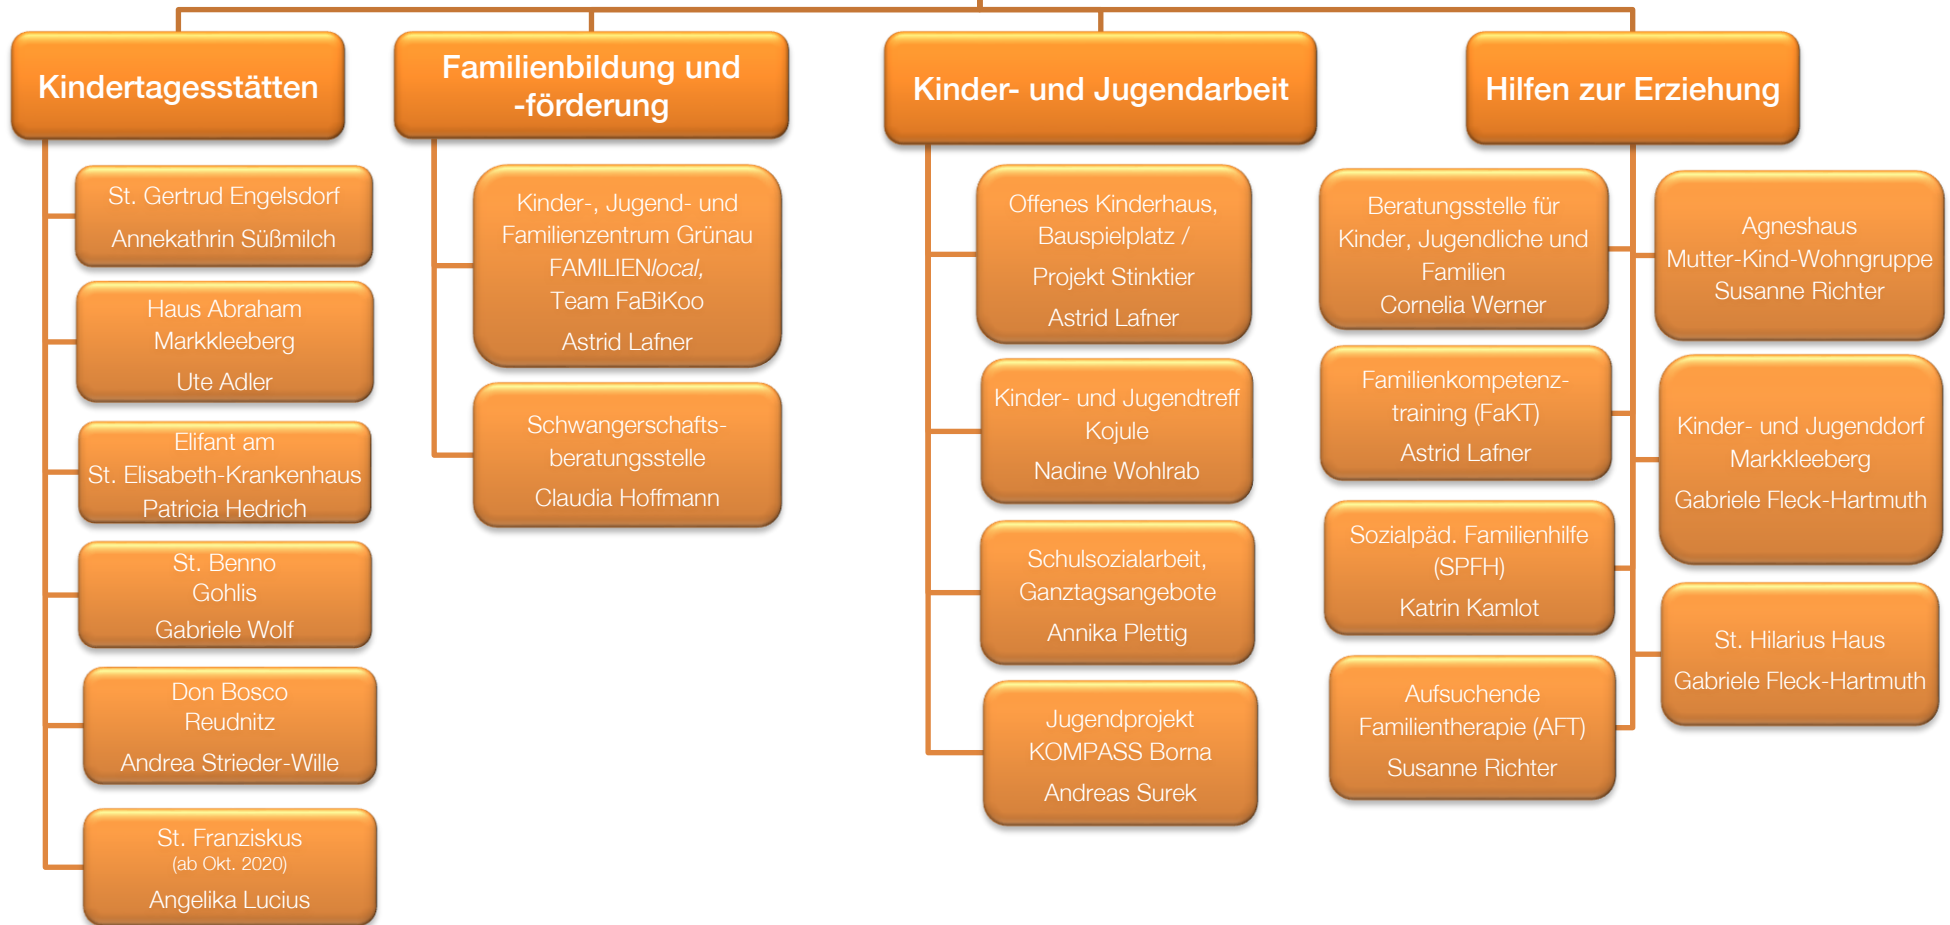 Kindertagesstätten
St. Gertrud Engelsdorf
Annekathrin Süßmilch
Haus Abraham
Markkleeberg
Ute Adler
Elifant am
St. Elisabeth-Krankenhaus
Patricia Hedrich
St. Benno
Gohlis
Gabriele Wolf
Don Bosco
Reudnitz
Andrea Strieder-Wille
St. Franziskus
(ab Okt. 2020)
Angelika Lucius
Familienbildung und
-förderung
Kinder-, Jugend- und
Familienzentrum Grünau
FAMILIENlocal,
Team FaBiKoo
Astrid Lafner
Schwangerschafts-
beratungsstelle
Claudia Hoffmann
Kinder- und Jugendarbeit
Offenes Kinderhaus,
Bauspielplatz /
Projekt Stinktier
Astrid Lafner
Kinder- und Jugendtreff
Kojule
Nadine Wohlrab
Schulsozialarbeit,
Ganztagsangebote
Annika Plettig
Jugendprojekt
KOMPASS Borna
Andreas Surek
Hilfen zur Erziehung
Beratungsstelle für
Kinder, Jugendliche und
Familien
Cornelia Werner
Familienkompetenz-
training (FaKT)
Astrid Lafner
Sozialpäd. Familienhilfe
(SPFH)
Katrin Kamlot
Aufsuchende
Familientherapie (AFT)
Susanne Richter
Agneshaus
Mutter-Kind-Wohngruppe
Susanne Richter
Kinder- und Jugenddorf
Markkleeberg
Gabriele Fleck-Hartmuth
St. Hilarius Haus
Gabriele Fleck-Hartmuth